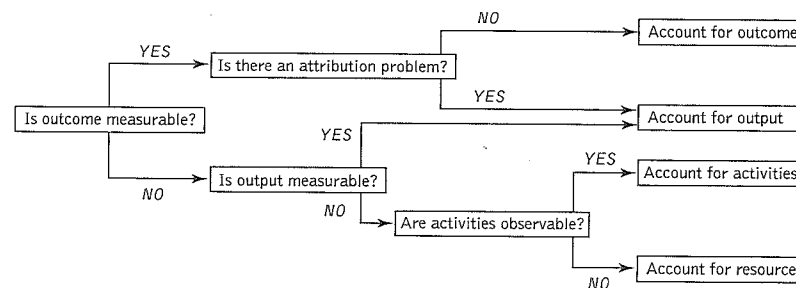 NO
Account for outcome
YES
Is there an attribution problem?
YES
Is outcome measurable?
Account for output
YES
Is output measurable?
YES
Account for activities
NO
NO
Are activities observable?
Account for resource
NO